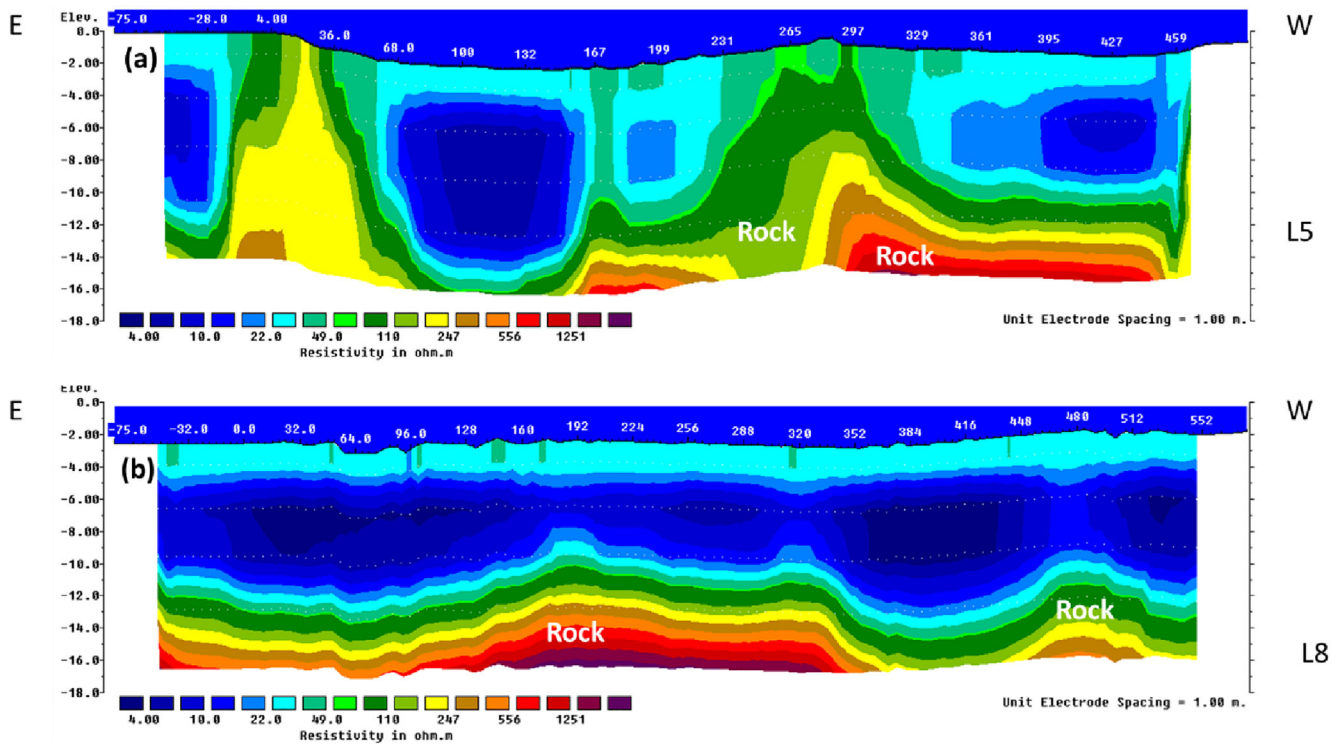 E Elev. W
-75.0 -28.0 4.00 36.0 68.0 100 132 167 199 231 265 297 329 361 395 427 459
(a)
0.0
-2.00
-4.00
-6.00
-8.00
-10.0
-12.0
-14.0
-16.0
-18.0
Rock
Rock
L5
4.00 10.0 22.0 49.0 110 247 556 1251
Resistivity in ohm.m
Unit Electrode Spacing = 1.00 m.
E Elev. W
-75.0 -32.0 0.0 32.0 64.0 96.0 128 160 192 224 256 288 320 352 384 416 448 480 512 552
(b)
0.0
-2.00
-4.00
-6.00
-8.00
-10.0
-12.0
-14.0
-16.0
-18.0
Rock
Rock
L8
4.00 10.0 22.0 49.0 110 247 556 1251
Resistivity in ohm.m
Unit Electrode Spacing = 1.00 m.